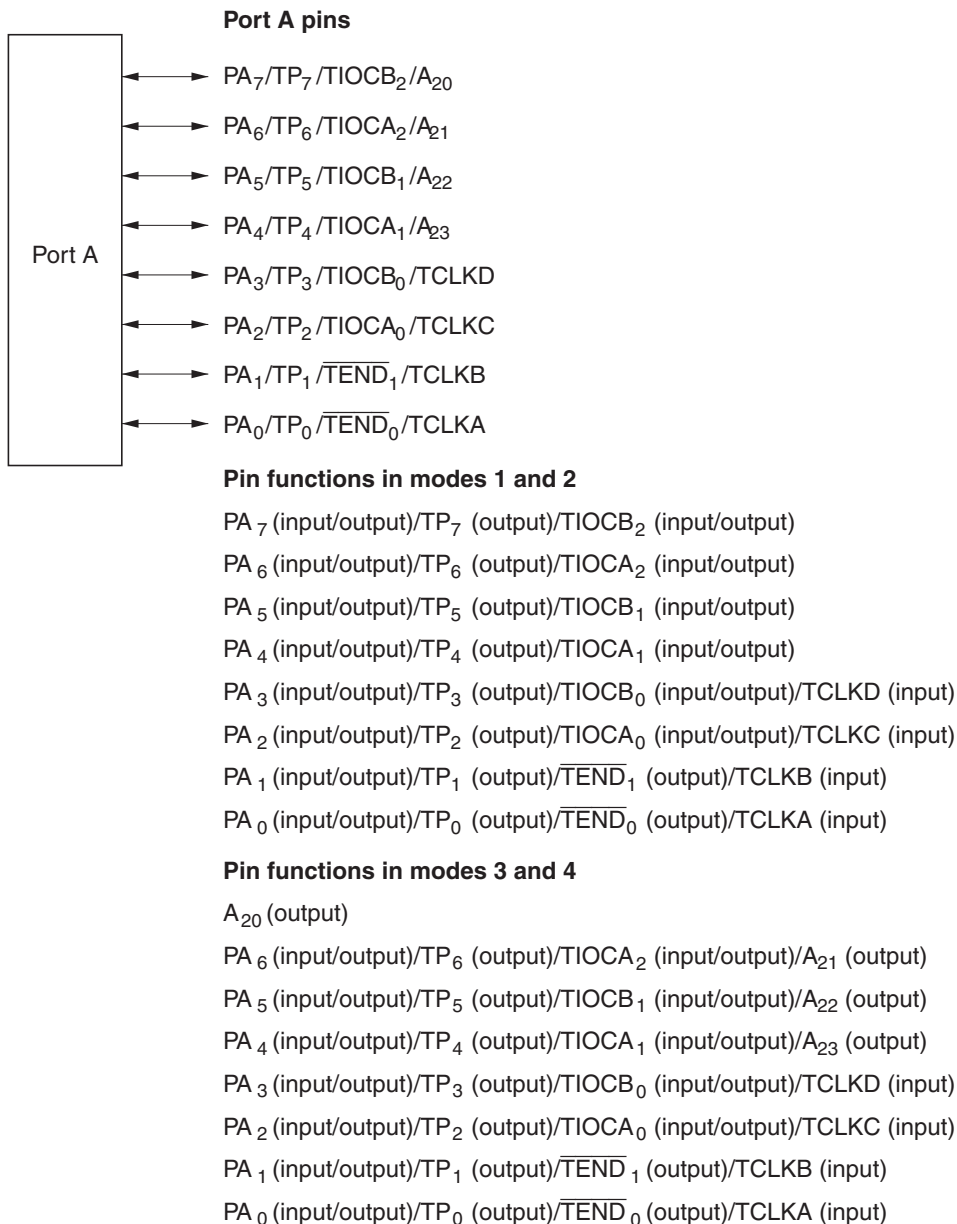 Port A pins
Port A
PA7/TP7/TIOCB2/A20
PA6/TP6/TIOCA2/A21
PA5/TP5/TIOCB1/A22
PA4/TP4/TIOCA1/A23
PA3/TP3/TIOCB0/TCLKD
PA2/TP2/TIOCA0/TCLKC
PA1/TP1/T̅E̅N̅D̅1/TCLKB
PA0/TP0/T̅E̅N̅D̅0/TCLKA
Pin functions in modes 1 and 2
PA7 (input/output)/TP7 (output)/TIOCB2 (input/output)
PA6 (input/output)/TP6 (output)/TIOCA2 (input/output)
PA5 (input/output)/TP5 (output)/TIOCB1 (input/output)
PA4 (input/output)/TP4 (output)/TIOCA1 (input/output)
PA3 (input/output)/TP3 (output)/TIOCB0 (input/output)/TCLKD (input)
PA2 (input/output)/TP2 (output)/TIOCA0 (input/output)/TCLKC (input)
PA1 (input/output)/TP1 (output)/T̅E̅N̅D̅1 (output)/TCLKB (input)
PA0 (input/output)/TP0 (output)/T̅E̅N̅D̅0 (output)/TCLKA (input)
Pin functions in modes 3 and 4
A20 (output)
PA6 (input/output)/TP6 (output)/TIOCA2 (input/output)/A21 (output)
PA5 (input/output)/TP5 (output)/TIOCB1 (input/output)/A22 (output)
PA4 (input/output)/TP4 (output)/TIOCA1 (input/output)/A23 (output)
PA3 (input/output)/TP3 (output)/TIOCB0 (input/output)/TCLKD (input)
PA2 (input/output)/TP2 (output)/TIOCA0 (input/output)/TCLKC (input)
PA1 (input/output)/TP1 (output)/T̅E̅N̅D̅1 (output)/TCLKB (input)
PA0 (input/output)/TP0 (output)/T̅E̅N̅D̅0 (output)/TCLKA (input)